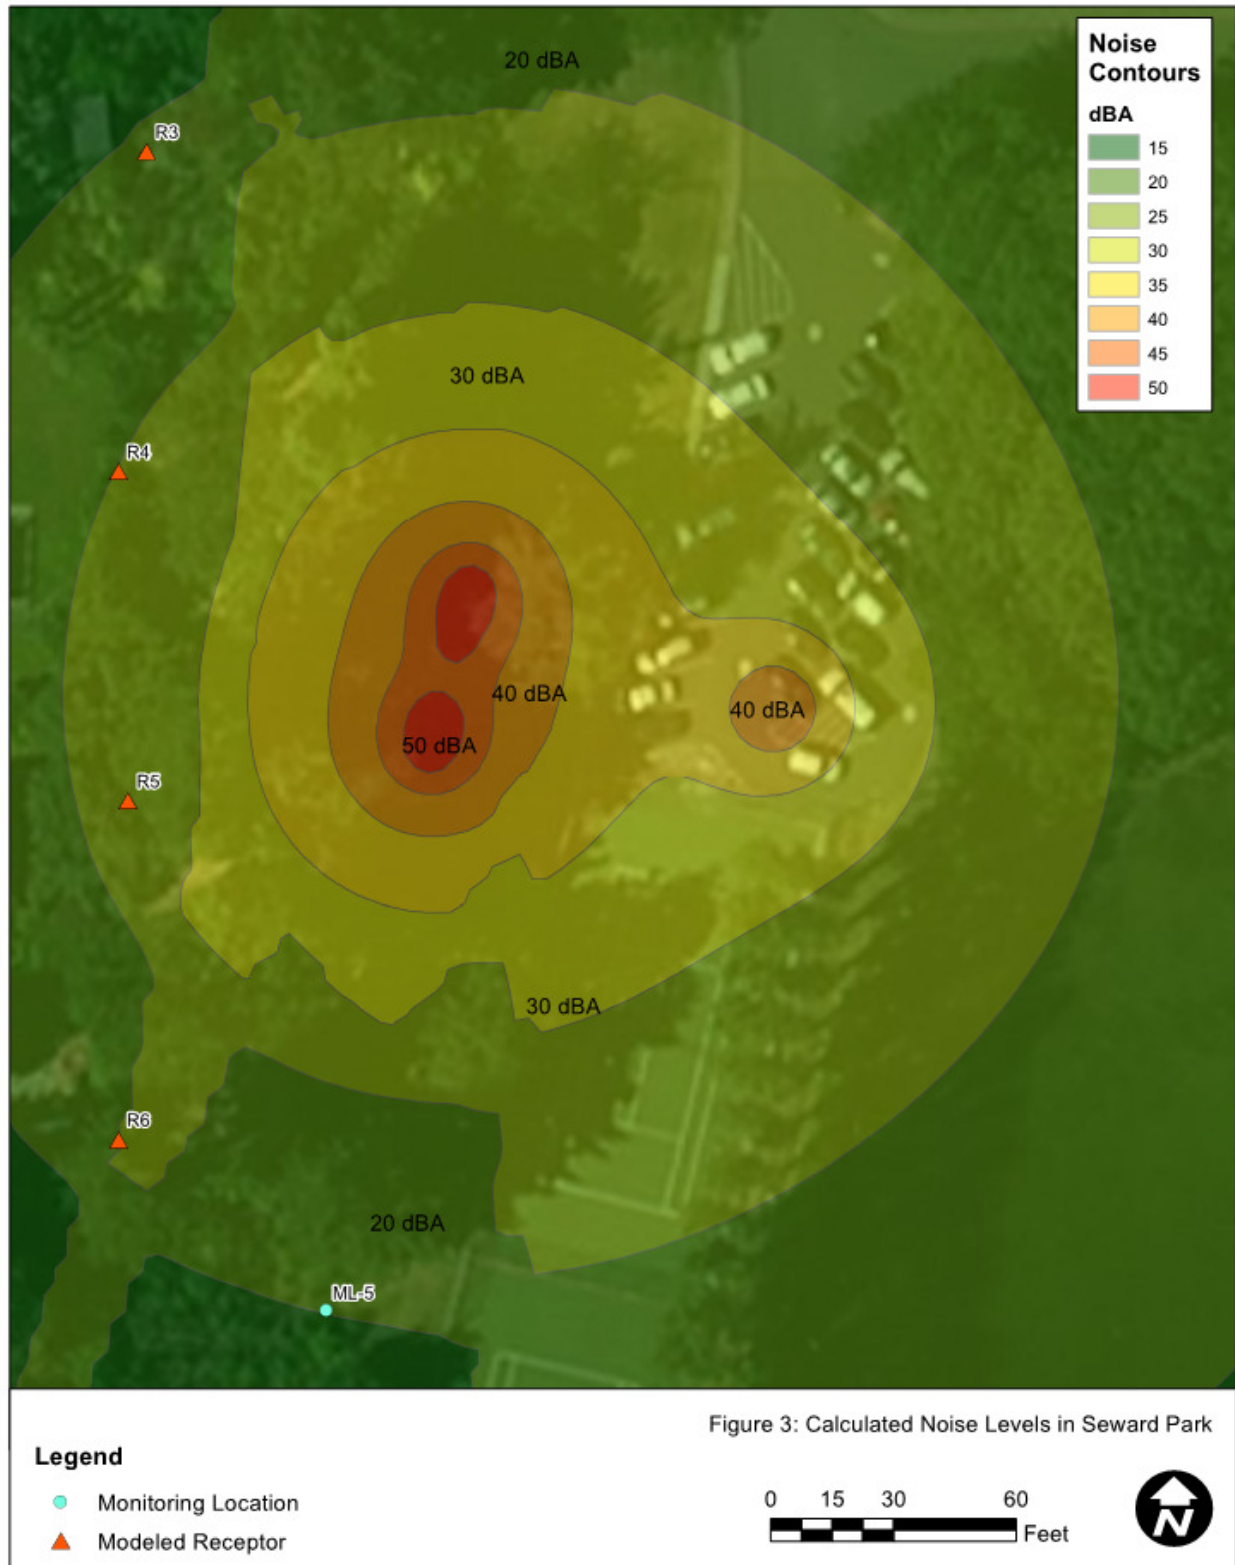 20 dBA
Noise
Contours
dBA
15
20
25
30
35
40
45
50
R3
30 dBA
R4
40 dBA
40 dBA
50 dBA
R5
30 dBA
R6
20 dBA
ML-5
Figure 3: Calculated Noise Levels in Seward Park
Legend
Monitoring Location
Modeled Receptor
0 15 30 60
Feet
N